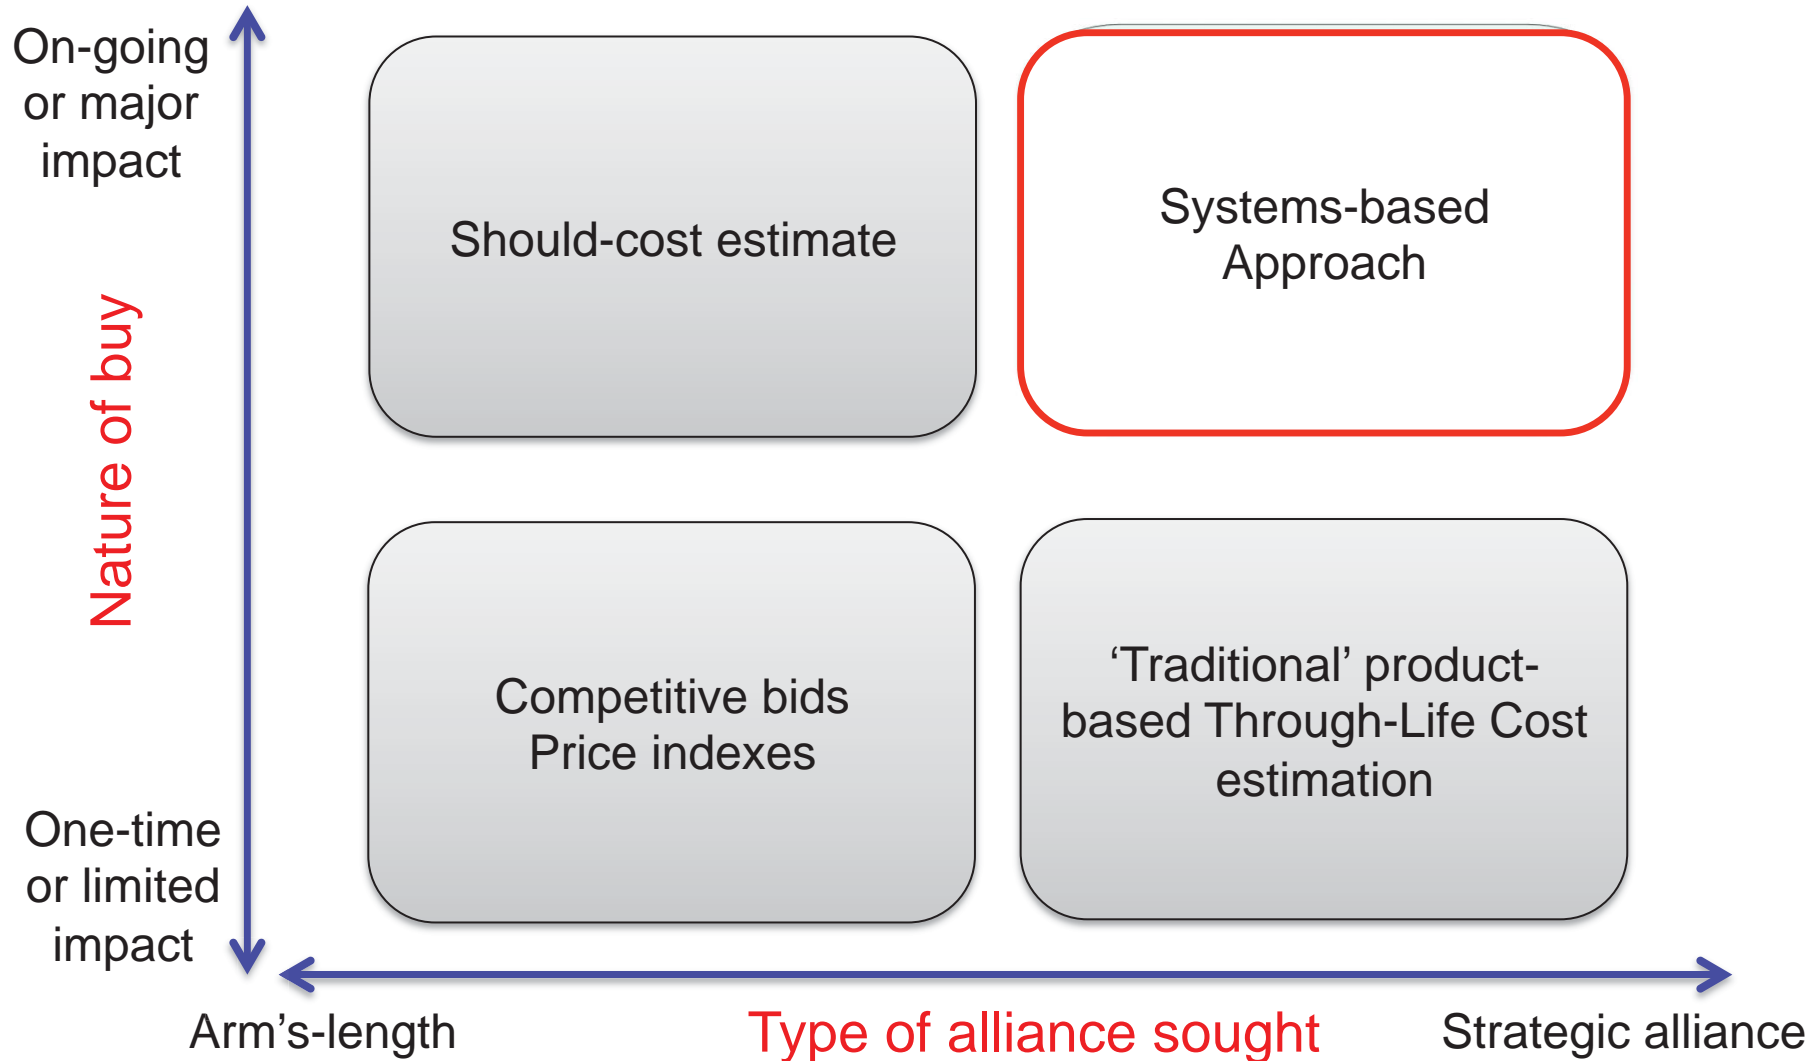 On-going
or major
impact
Should-cost estimate
Systems-based
Approach
Nature of buy
Competitive bids
Price indexes
‘Traditional’ product-
based Through-Life Cost
estimation
One-time
or limited
impact
Arm’s-length
Type of alliance sought
Strategic alliance